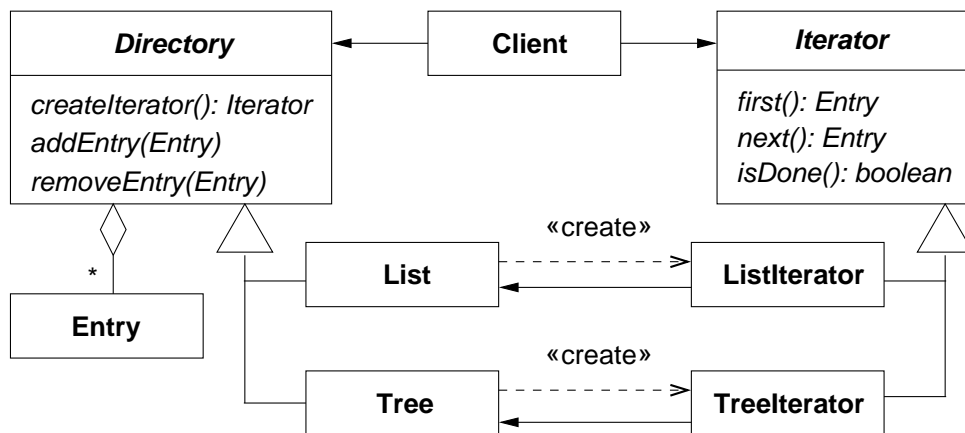 Directory
createIterator(): Iterator
addEntry(Entry)
removeEntry(Entry)
Client
Iterator
first(): Entry
next(): Entry
isDone(): boolean
*
Entry
List
«create»
ListIterator
Tree
«create»
TreeIterator